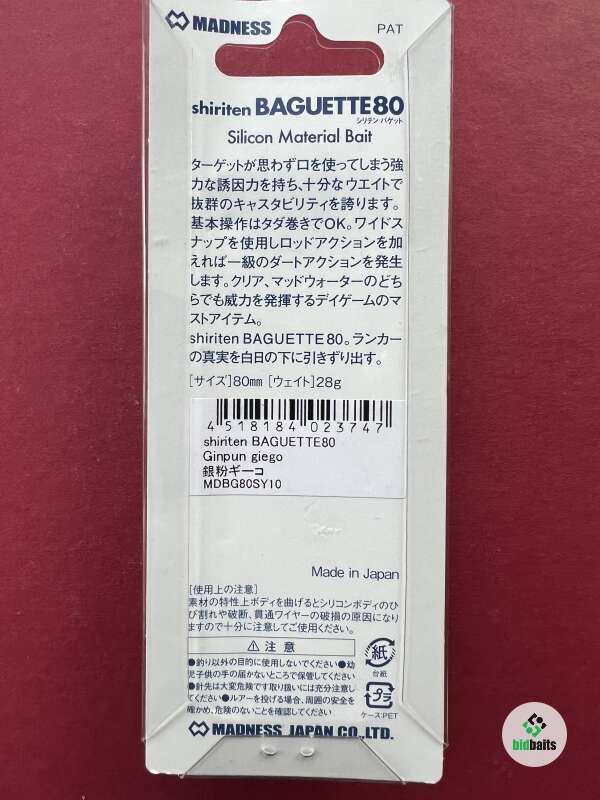 MADNESS
PAT
shiriten BAGUETTE80
シリテン バゲット
Silicon Material Bait
ターゲットが思わず口を使ってしまう強
力な誘因力を持ち、十分なウエイトで
抜群のキャスタビリティを誇ります。
基本操作はタダ巻きでOK。ワイドス
ナップを使用しロッドアクションを加
えれば一級のダートアクションを発生
します。クリア、マッドウォーターのどち
らでも威力を発揮するデイゲームのマ
ストアイテム。
shiriten BAGUETTE80。ランカー
の真実を白日の下に引きずり出す。
[サイズ]80mm [ウェイト]28g
4 518184 023747
shiriten BAGUETTE80
Ginpun giego
銀粉ギーゴ
MDBG80SY10
Made in Japan
[使用上の注意]
素材の特性上ボディを曲げるとシリコンボディのひ
び割れや破断、貫通ワイヤーの破損の原因になり
ますので十分に注意してご使用ください。
⚠注意
●釣り以外の目的に使用しないでください●幼
児子供の手の届かないところで保管してください
●針先は大変危険です取り扱いには充分注意し
てください●ルアーを投げる場合、周囲の安全を
確かめ、危険のないことを確認してください
紙
台紙
プラ
ケース:PET
MADNESS JAPAN CO., LTD.
bidbaits